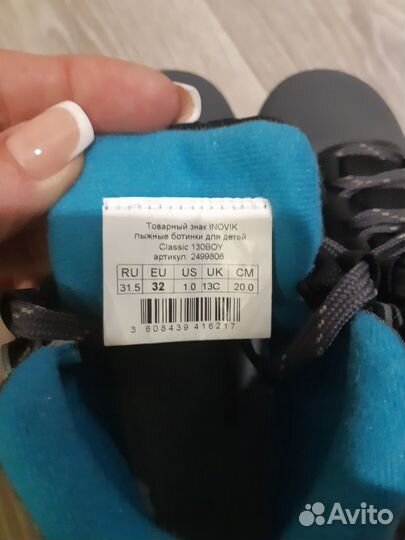 Товарный знак INOVIK
лыжные ботинки для детей
Classic 130BOY
артикул: 2499806
RU EU US UK CM
31.5 32 1.0 13C 20.0
3 608439 416217
Avito